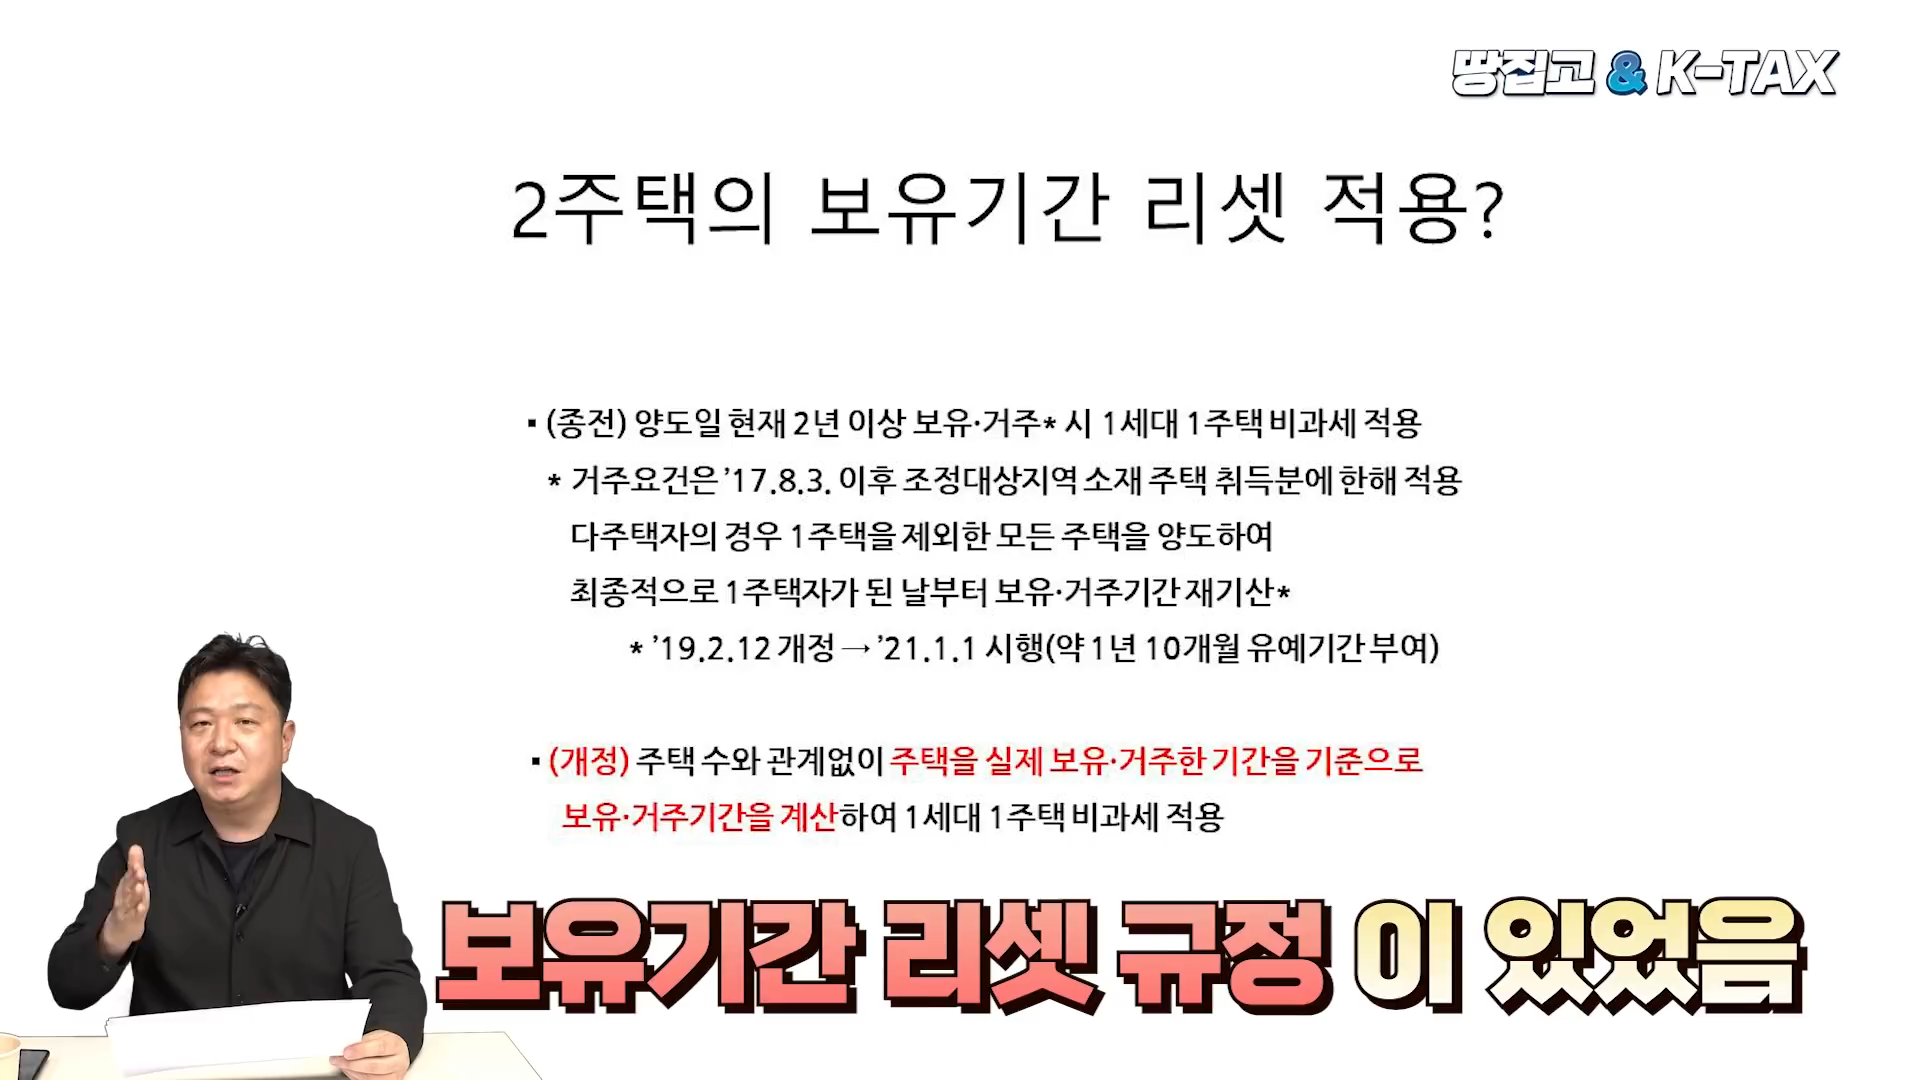 땅집고 & K-TAX
2주택의 보유기간 리셋 적용?
▪ (종전) 양도일 현재 2년 이상 보유·거주* 시 1세대 1주택 비과세 적용
* 거주요건은 ’17.8.3. 이후 조정대상지역 소재 주택 취득분에 한해 적용
다주택자의 경우 1주택을 제외한 모든 주택을 양도하여
최종적으로 1주택자가 된 날부터 보유·거주기간 재기산*
* ’19.2.12 개정 → ’21.1.1 시행(약 1년 10개월 유예기간 부여)
▪ (개정) 주택 수와 관계없이 주택을 실제 보유·거주한 기간을 기준으로
보유·거주기간을 계산하여 1세대 1주택 비과세 적용
보유기간 리셋 규정이 있었음